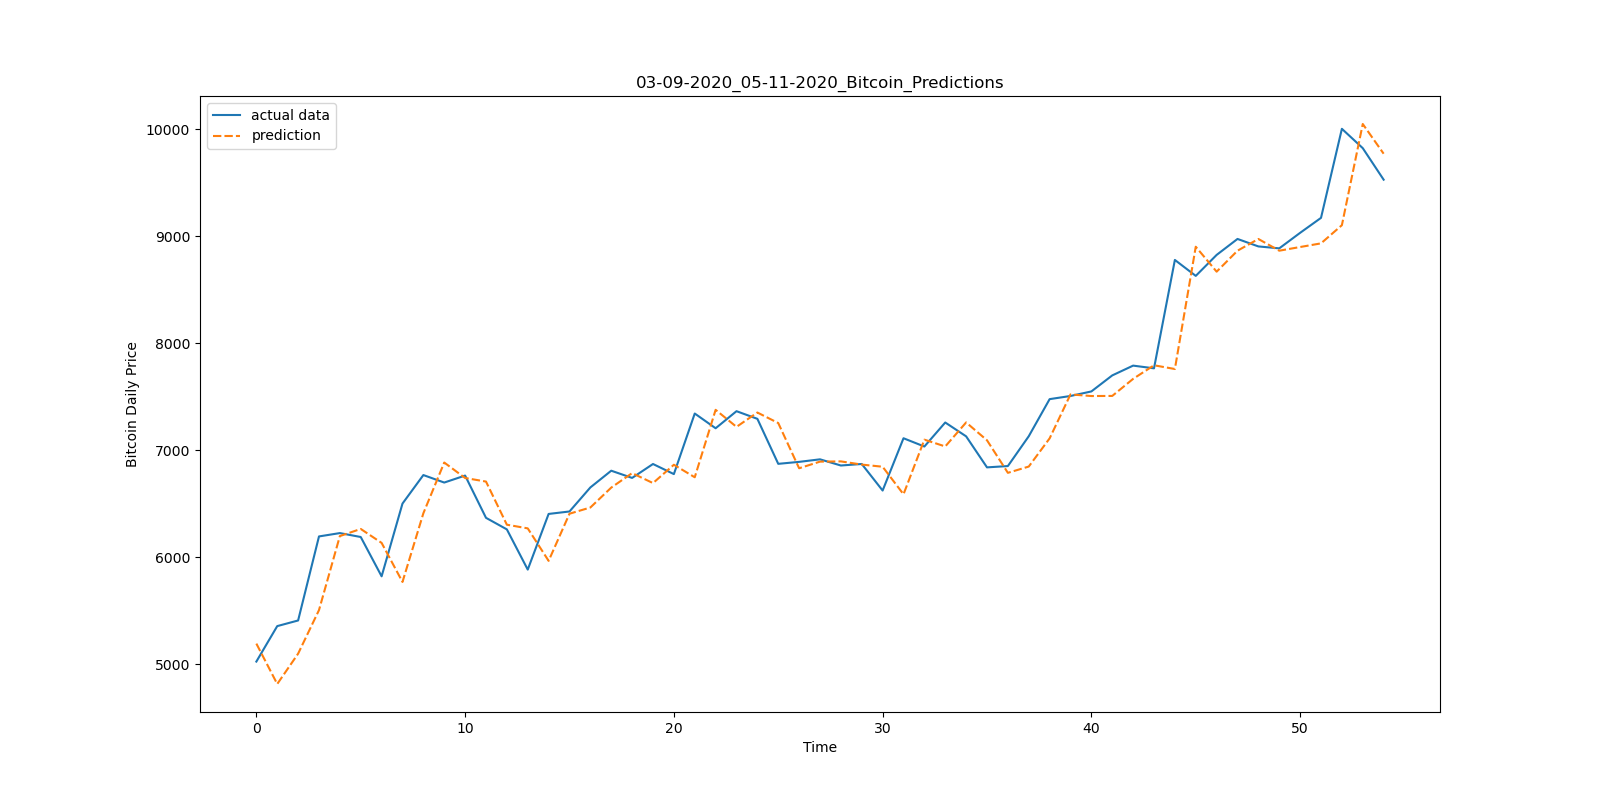 03-09-2020_05-11-2020_Bitcoin_Predictions
actual data
prediction
10000
9000
8000
7000
6000
5000
Bitcoin Daily Price
0 10 20 30 40 50
Time